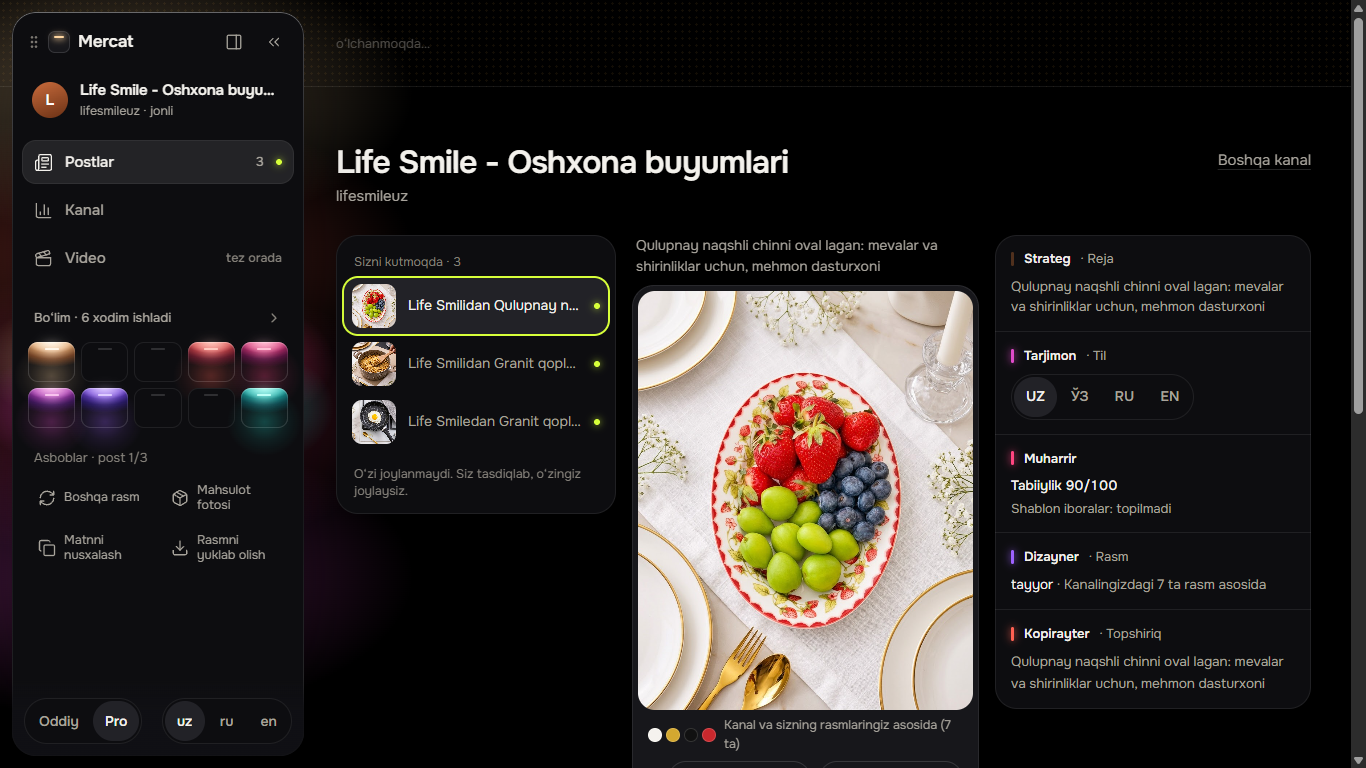 Mercat
L
Life Smile - Oshxona buyu...
lifesmileuz · jonli
Postlar
3
Kanal
Video
tez orada
Boʻlim · 6 xodim ishladi
Asboblar · post 1/3
Boshqa rasm
Mahsulot
fotosi
Matnni
nusxalash
Rasmni
yuklab olish
Oddiy
Pro
uz
ru
en
oʻlchanmoqda...
Life Smile - Oshxona buyumlari
lifesmileuz
Boshqa kanal
Sizni kutmoqda · 3
Life Smilidan Qulupnay n...
Life Smilidan Granit qopl...
Life Smiledan Granit qopl...
Oʻzi joylanmaydi. Siz tasdiqlab, oʻzingiz
joylaysiz.
Qulupnay naqshli chinni oval lagan: mevalar va
shirinliklar uchun, mehmon dasturxoni
Kanal va sizning rasmlaringiz asosida (7
ta)
Strateg · Reja
Qulupnay naqshli chinni oval lagan: mevalar
va shirinliklar uchun, mehmon dasturxoni
Tarjimon · Til
UZ
ЎЗ
RU
EN
Muharrir
Tabiiylik 90/100
Shablon iboralar: topilmadi
Dizayner · Rasm
tayyor · Kanalingizdagi 7 ta rasm asosida
Kopirayter · Topshiriq
Qulupnay naqshli chinni oval lagan: mevalar
va shirinliklar uchun, mehmon dasturxoni